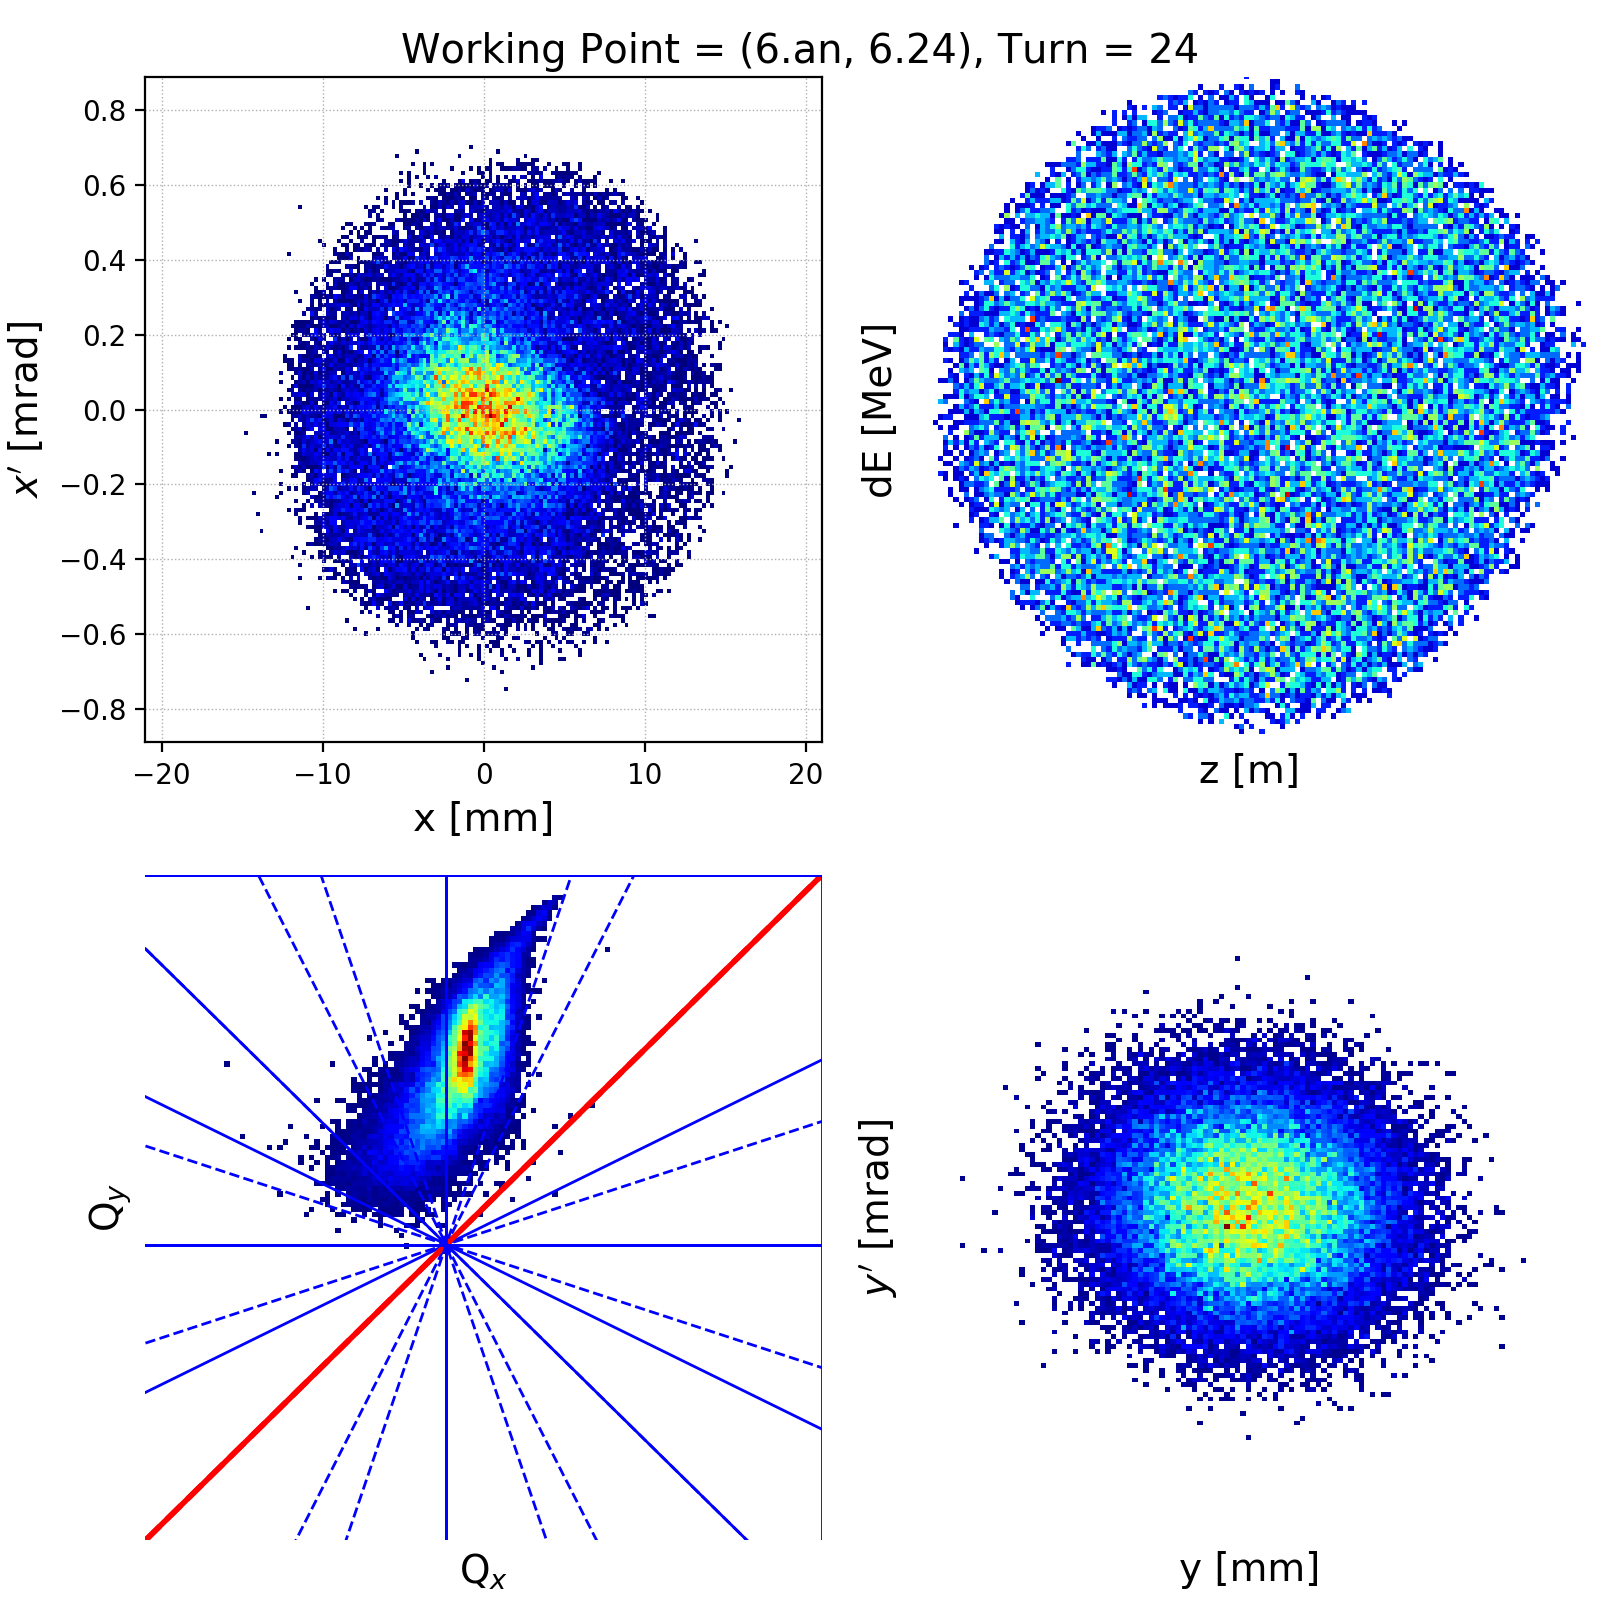 Working Point = (6.an, 6.24), Turn = 24
0.8
0.6
0.4
0.2
0.0
−0.2
−0.4
−0.6
−0.8
x′ [mrad]
−20 −10 0 10 20
x [mm]
dE [MeV]
z [m]
Qy
Qx
y′ [mrad]
y [mm]